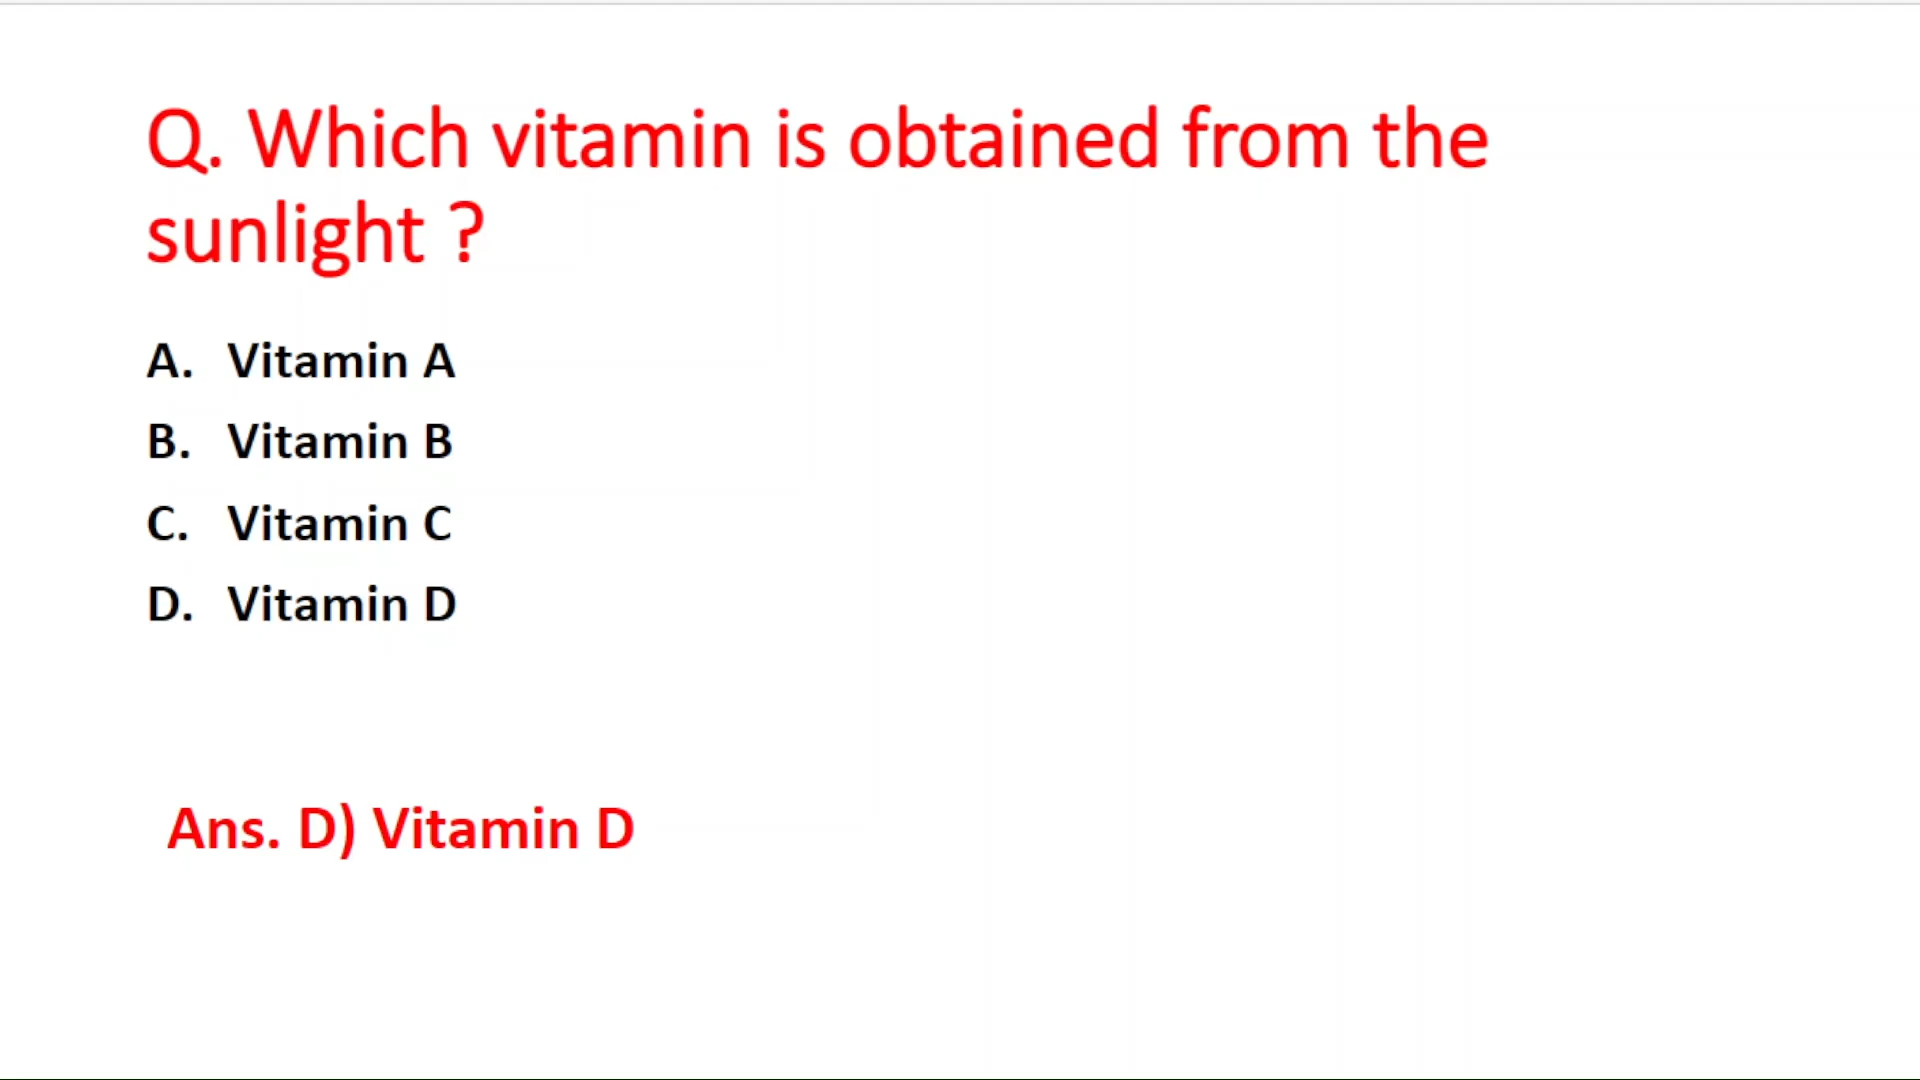 Q. Which vitamin is obtained from the
sunlight ?
A. Vitamin A
B. Vitamin B
C. Vitamin C
D. Vitamin D
Ans. D) Vitamin D